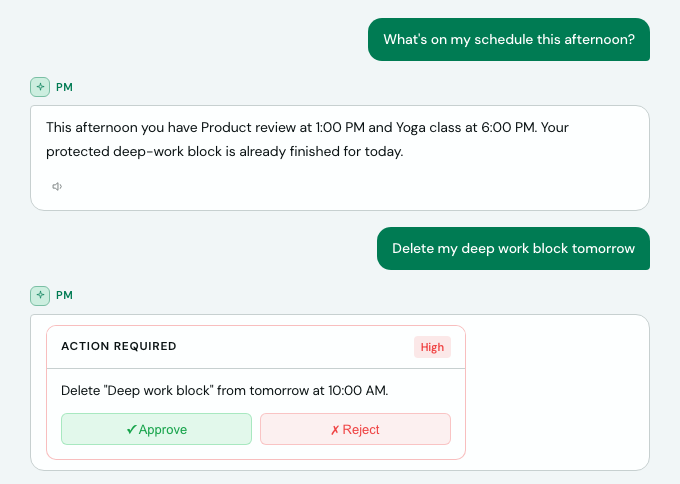 What's on my schedule this afternoon?
PM
This afternoon you have Product review at 1:00 PM and Yoga class at 6:00 PM. Your
protected deep-work block is already finished for today.
Delete my deep work block tomorrow
PM
ACTION REQUIRED
High
Delete "Deep work block" from tomorrow at 10:00 AM.
✓ Approve
✗ Reject